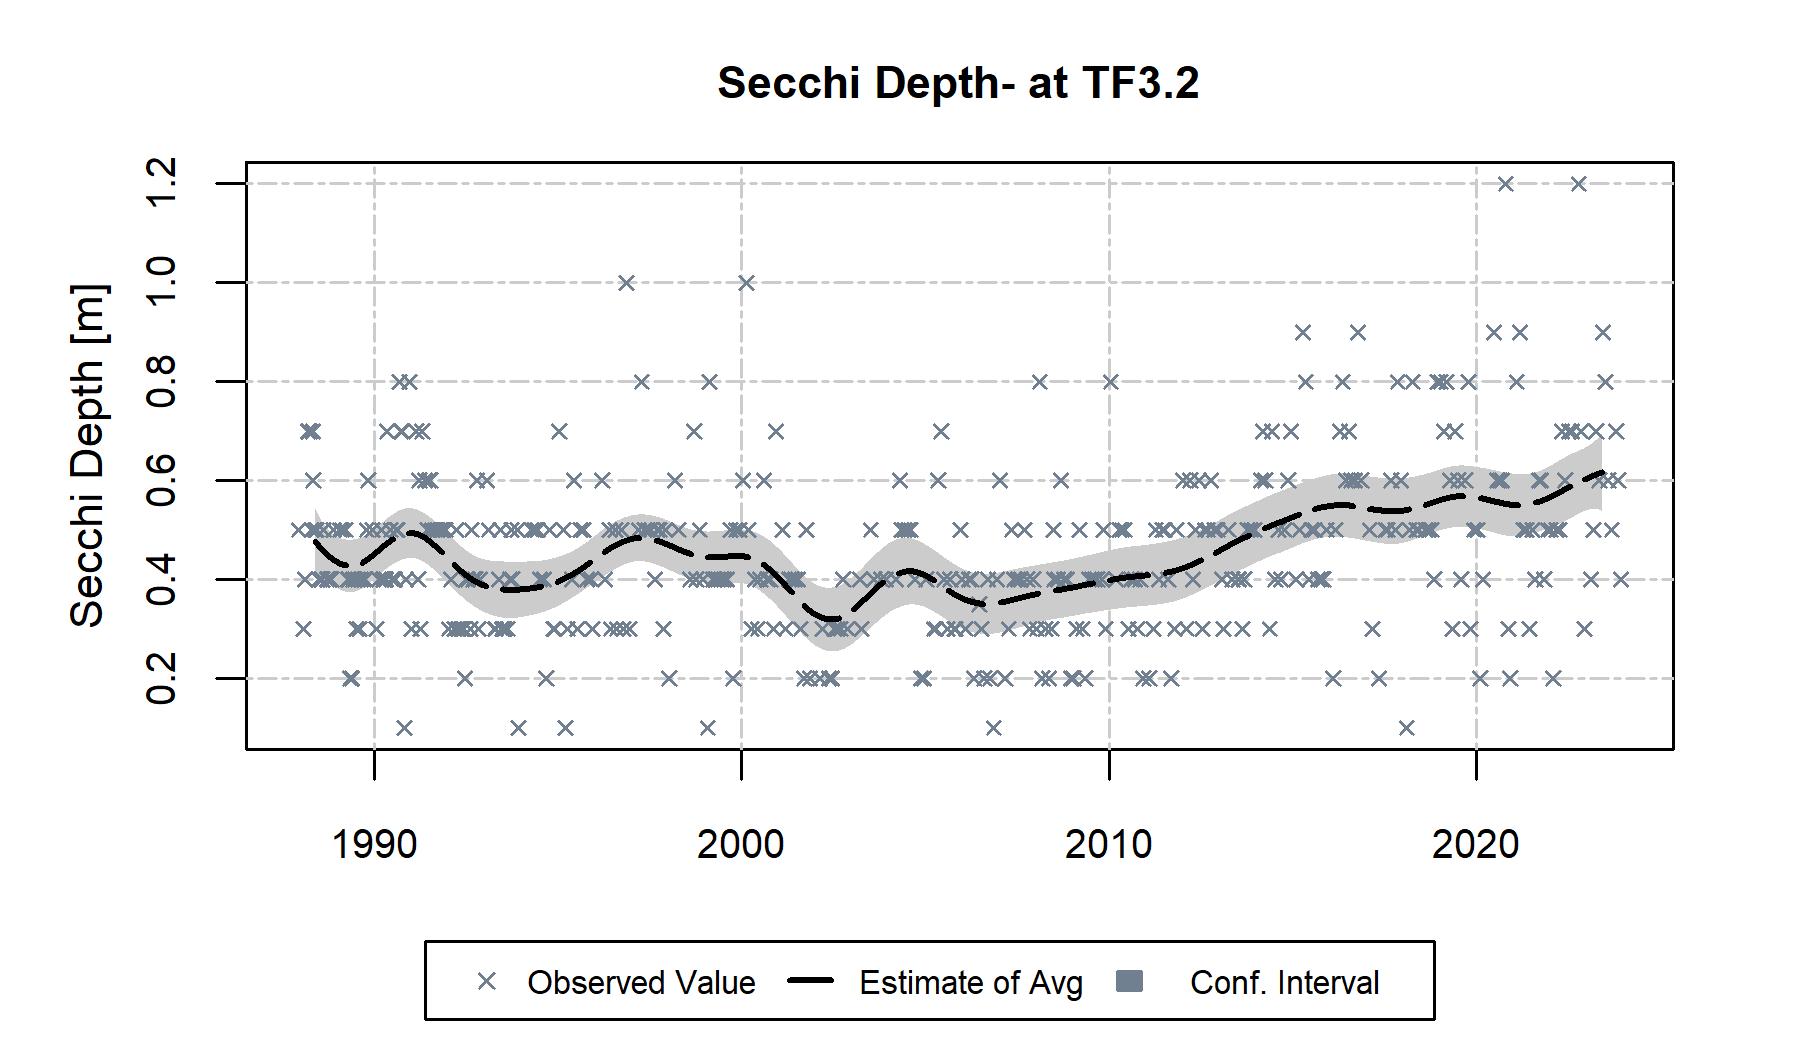 Secchi Depth- at TF3.2
Secchi Depth [m]
1.2
1.0
0.8
0.6
0.4
0.2
1990 2000 2010 2020
Observed Value Estimate of Avg Conf. Interval